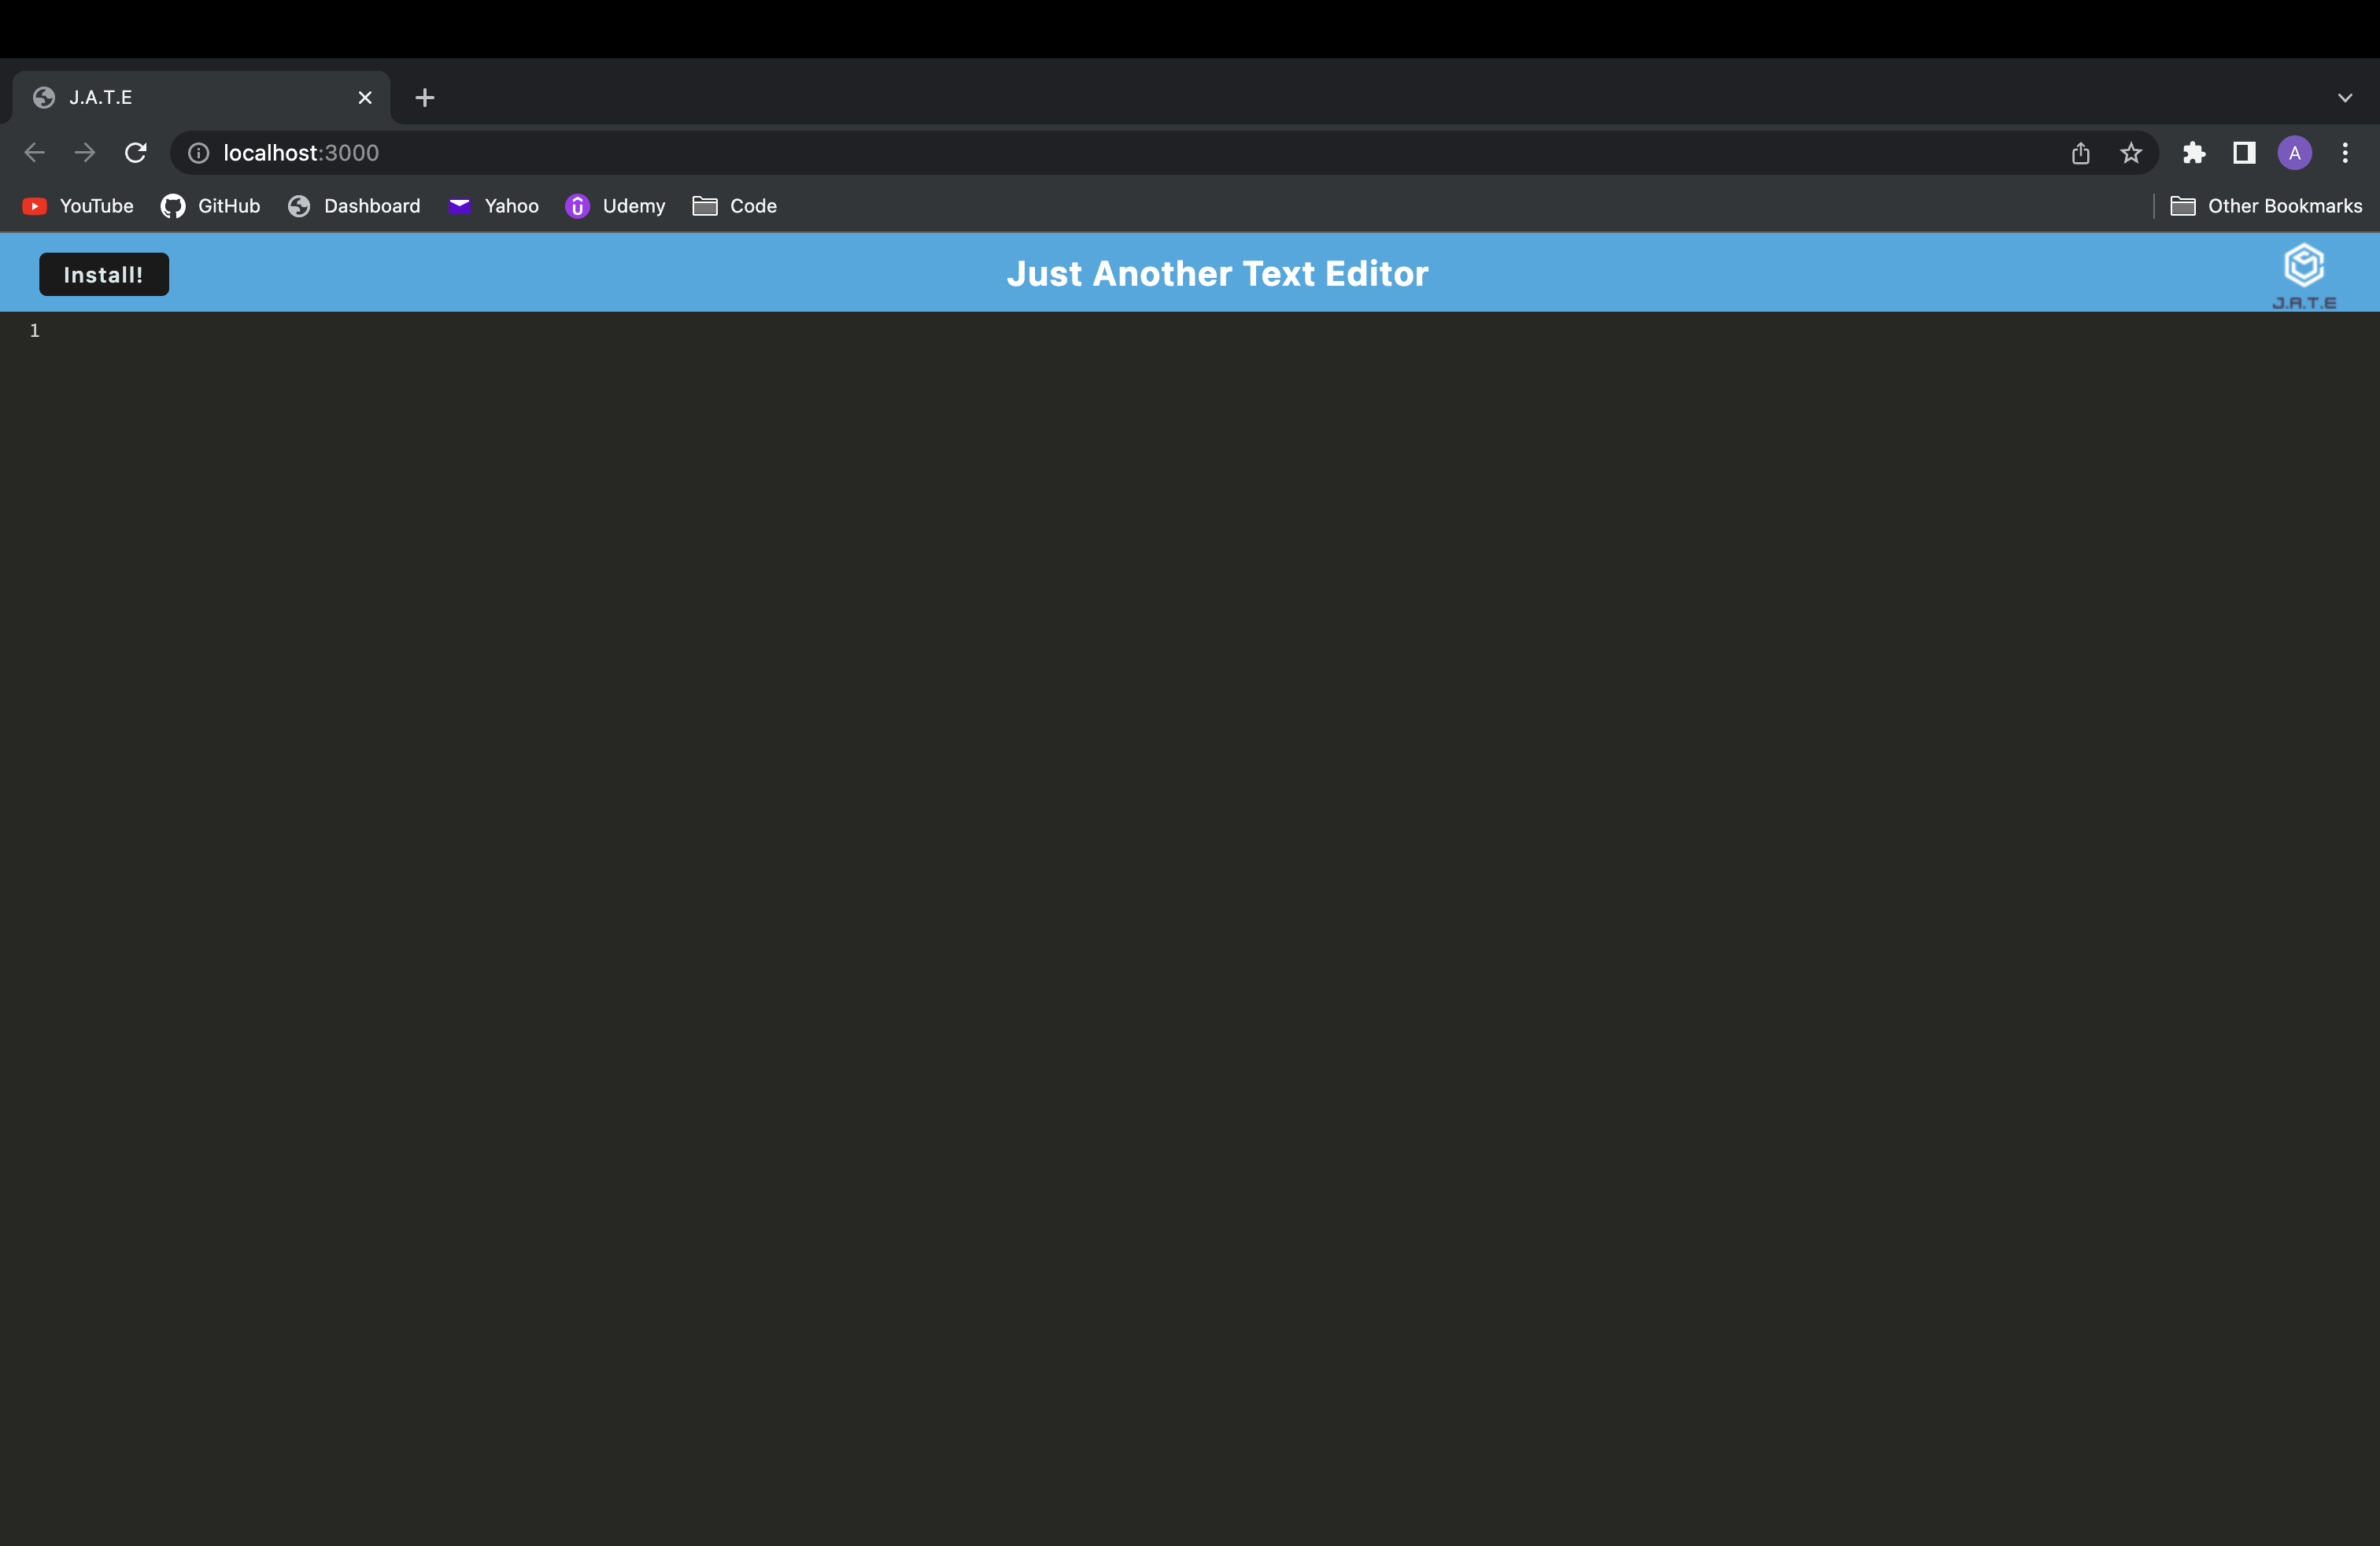 J.A.T.E
localhost:3000
A
YouTube GitHub Dashboard Yahoo Udemy Code Other Bookmarks
Install! Just Another Text Editor
J.A.T.E
1